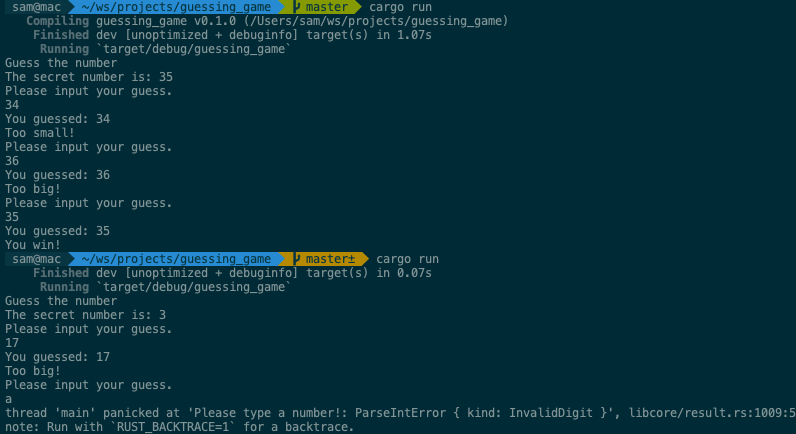 sam@mac ~/ws/projects/guessing_game master cargo run
Compiling guessing_game v0.1.0 (/Users/sam/ws/projects/guessing_game)
Finished dev [unoptimized + debuginfo] target(s) in 1.07s
Running `target/debug/guessing_game`
Guess the number
The secret number is: 35
Please input your guess.
34
You guessed: 34
Too small!
Please input your guess.
36
You guessed: 36
Too big!
Please input your guess.
35
You guessed: 35
You win!
sam@mac ~/ws/projects/guessing_game master± cargo run
Finished dev [unoptimized + debuginfo] target(s) in 0.07s
Running `target/debug/guessing_game`
Guess the number
The secret number is: 3
Please input your guess.
17
You guessed: 17
Too big!
Please input your guess.
a
thread 'main' panicked at 'Please type a number!: ParseIntError { kind: InvalidDigit }', libcore/result.rs:1009:5
note: Run with `RUST_BACKTRACE=1` for a backtrace.